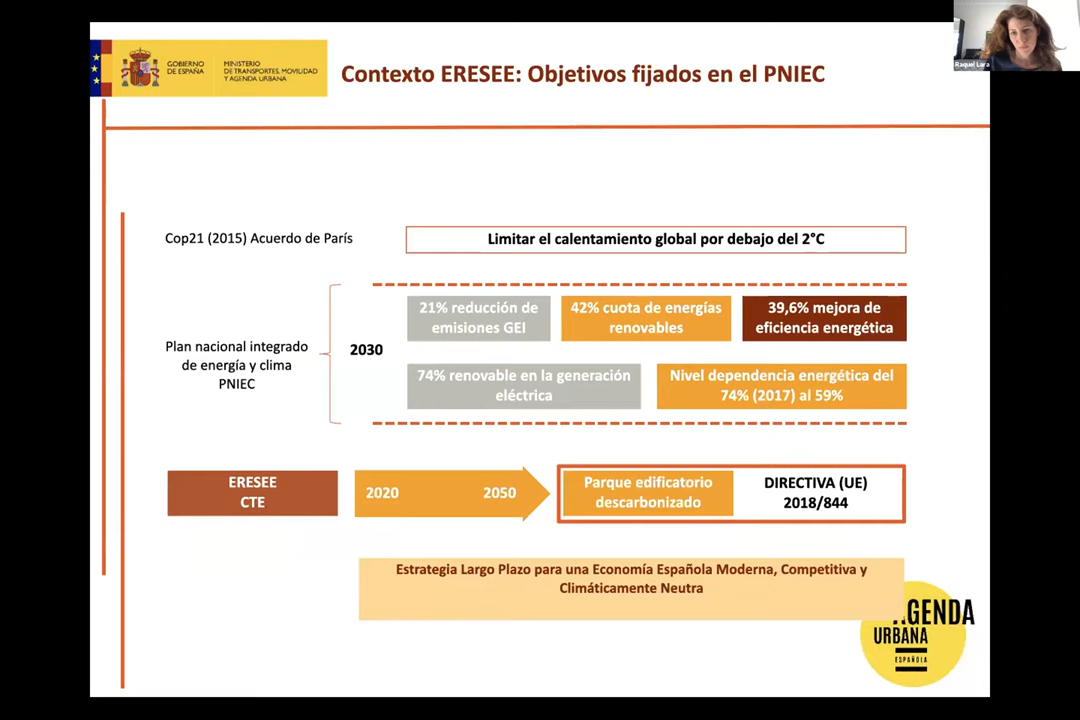 GOBIERNO
DE ESPAÑA
MINISTERIO
DE TRANSPORTES, MOVILIDAD
Y AGENDA URBANA
Contexto ERESEE: Objetivos fijados en el PNIEC
Raquel Lara
Cop21 (2015) Acuerdo de París
Limitar el calentamiento global por debajo del 2°C
Plan nacional integrado
de energía y clima
PNIEC
2030
21% reducción de
emisiones GEI
42% cuota de energías
renovables
39,6% mejora de
eficiencia energética
74% renovable en la generación
eléctrica
Nivel dependencia energética del
74% (2017) al 59%
ERESEE
CTE
2020
2050
Parque edificatorio
descarbonizado
DIRECTIVA (UE)
2018/844
Estrategia Largo Plazo para una Economía Española Moderna, Competitiva y
Climáticamente Neutra
AGENDA
URBANA
ESPAÑOLA